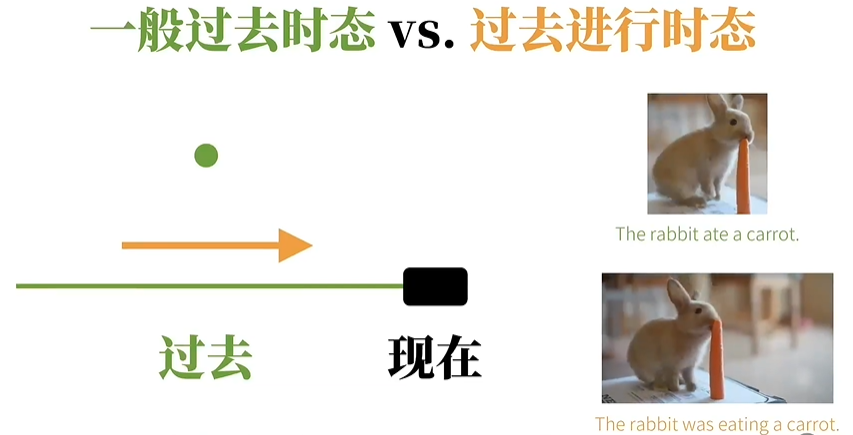 一般过去时态 vs. 过去进行时态
The rabbit ate a carrot.
过去
现在
The rabbit was eating a carrot.